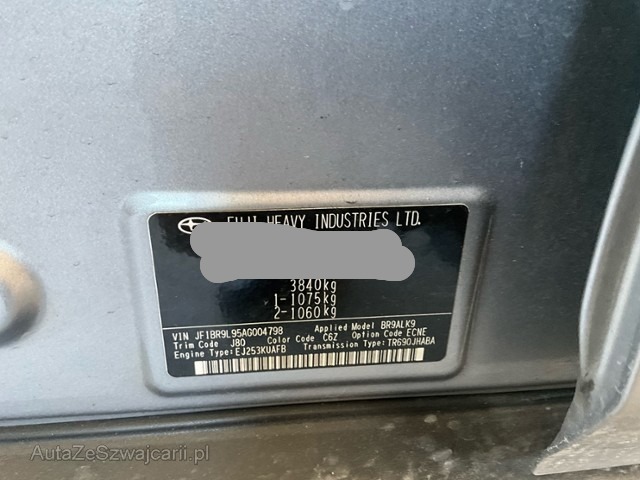 FUJI HEAVY INDUSTRIES LTD.
3840kg
1-1075kg
2-1060kg
VIN JF1BR9L95AG004798 Applied Model BR9ALK9
Trim Code J80 Color Code C6Z Option Code ECNE
Engine Type:EJ253KUAFB Transmission Type:TR690JHABA
AutaZeSzwajcarii.pl